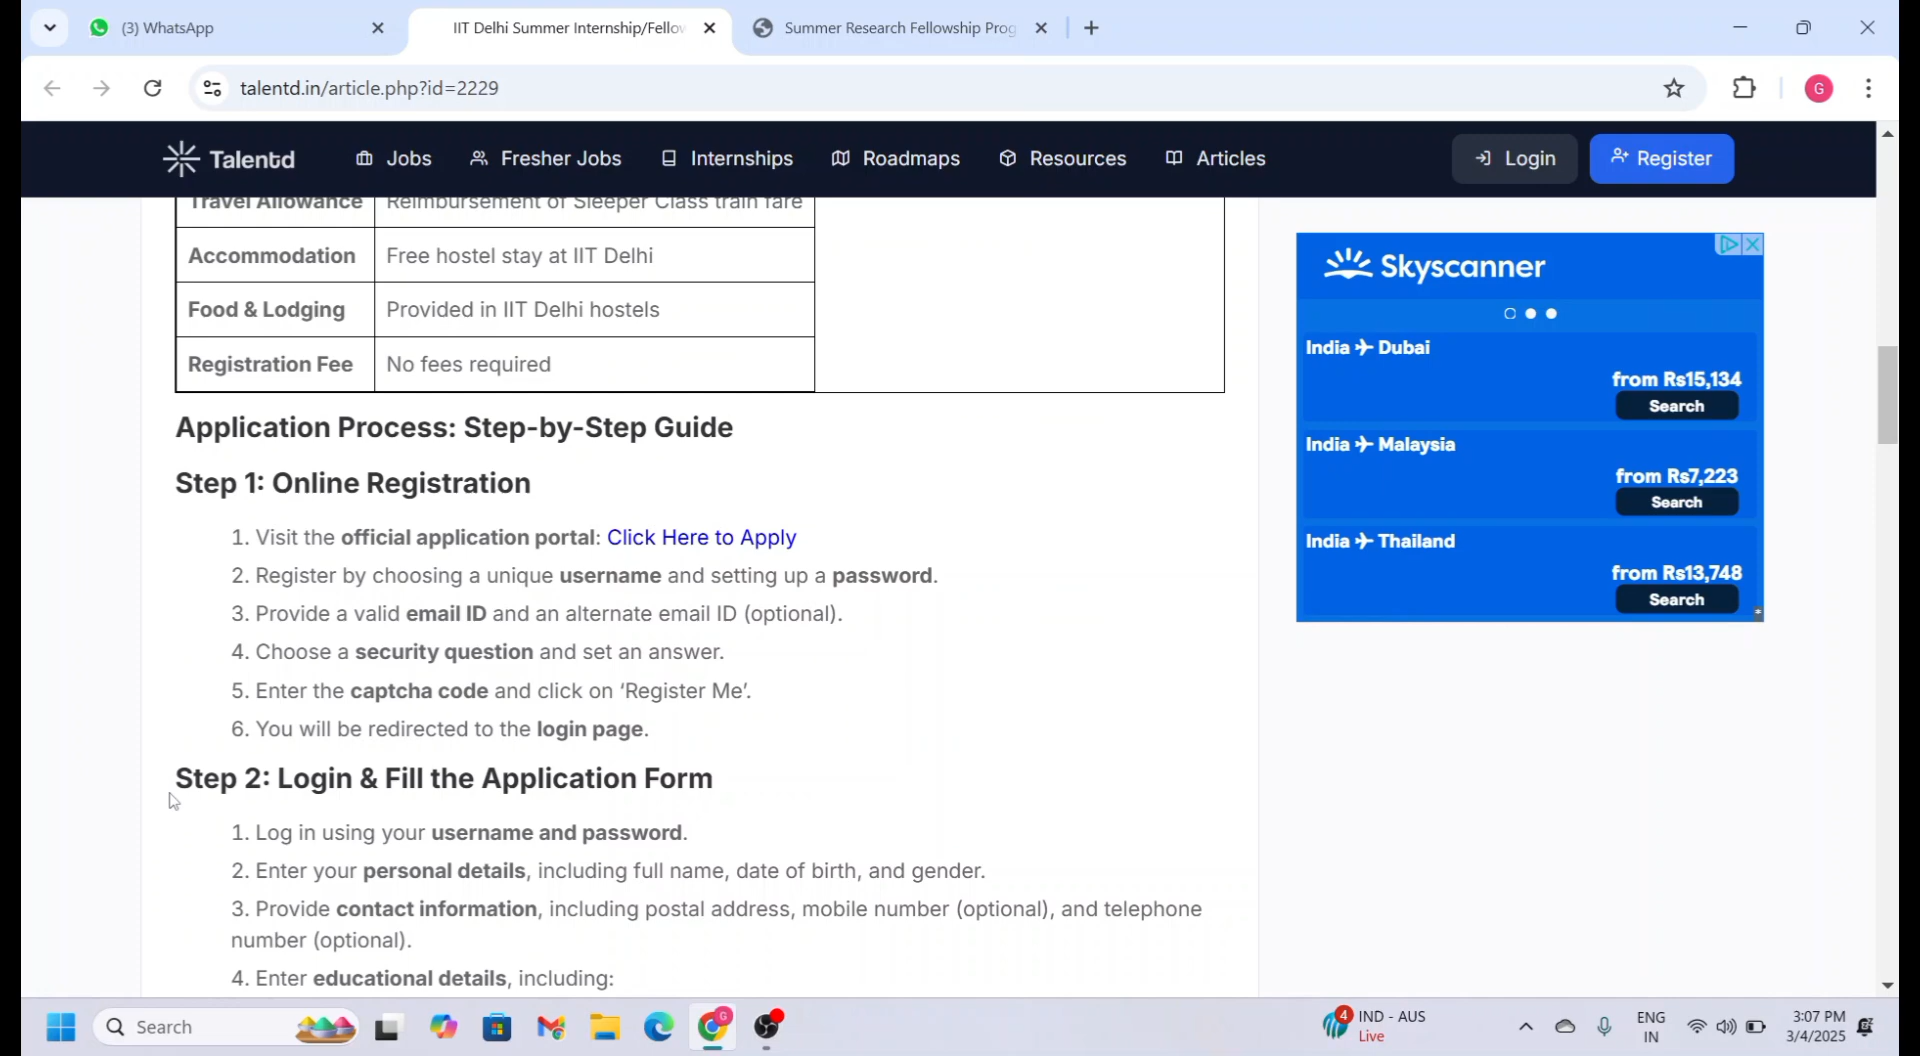 (3) WhatsApp
IIT Delhi Summer Internship/Fellov
Summer Research Fellowship Prog
talentd.in/article.php?id=2229
G
Talentd
Jobs
Fresher Jobs
Internships
Roadmaps
Resources
Articles
Login
Register
Travel Allowance Reimbursement of Sleeper Class train fare
Accommodation Free hostel stay at IIT Delhi
Food & Lodging Provided in IIT Delhi hostels
Registration Fee No fees required
Application Process: Step-by-Step Guide
Step 1: Online Registration
1. Visit the official application portal: Click Here to Apply
2. Register by choosing a unique username and setting up a password.
3. Provide a valid email ID and an alternate email ID (optional).
4. Choose a security question and set an answer.
5. Enter the captcha code and click on ‘Register Me’.
6. You will be redirected to the login page.
Step 2: Login & Fill the Application Form
1. Log in using your username and password.
2. Enter your personal details, including full name, date of birth, and gender.
3. Provide contact information, including postal address, mobile number (optional), and telephone
number (optional).
4. Enter educational details, including:
Skyscanner
India ✈ Dubai
from Rs15,134
Search
India ✈ Malaysia
from Rs7,223
Search
India ✈ Thailand
from Rs13,748
Search
Search
G
4
IND - AUS
Live
ENG
IN
3:07 PM
3/4/2025